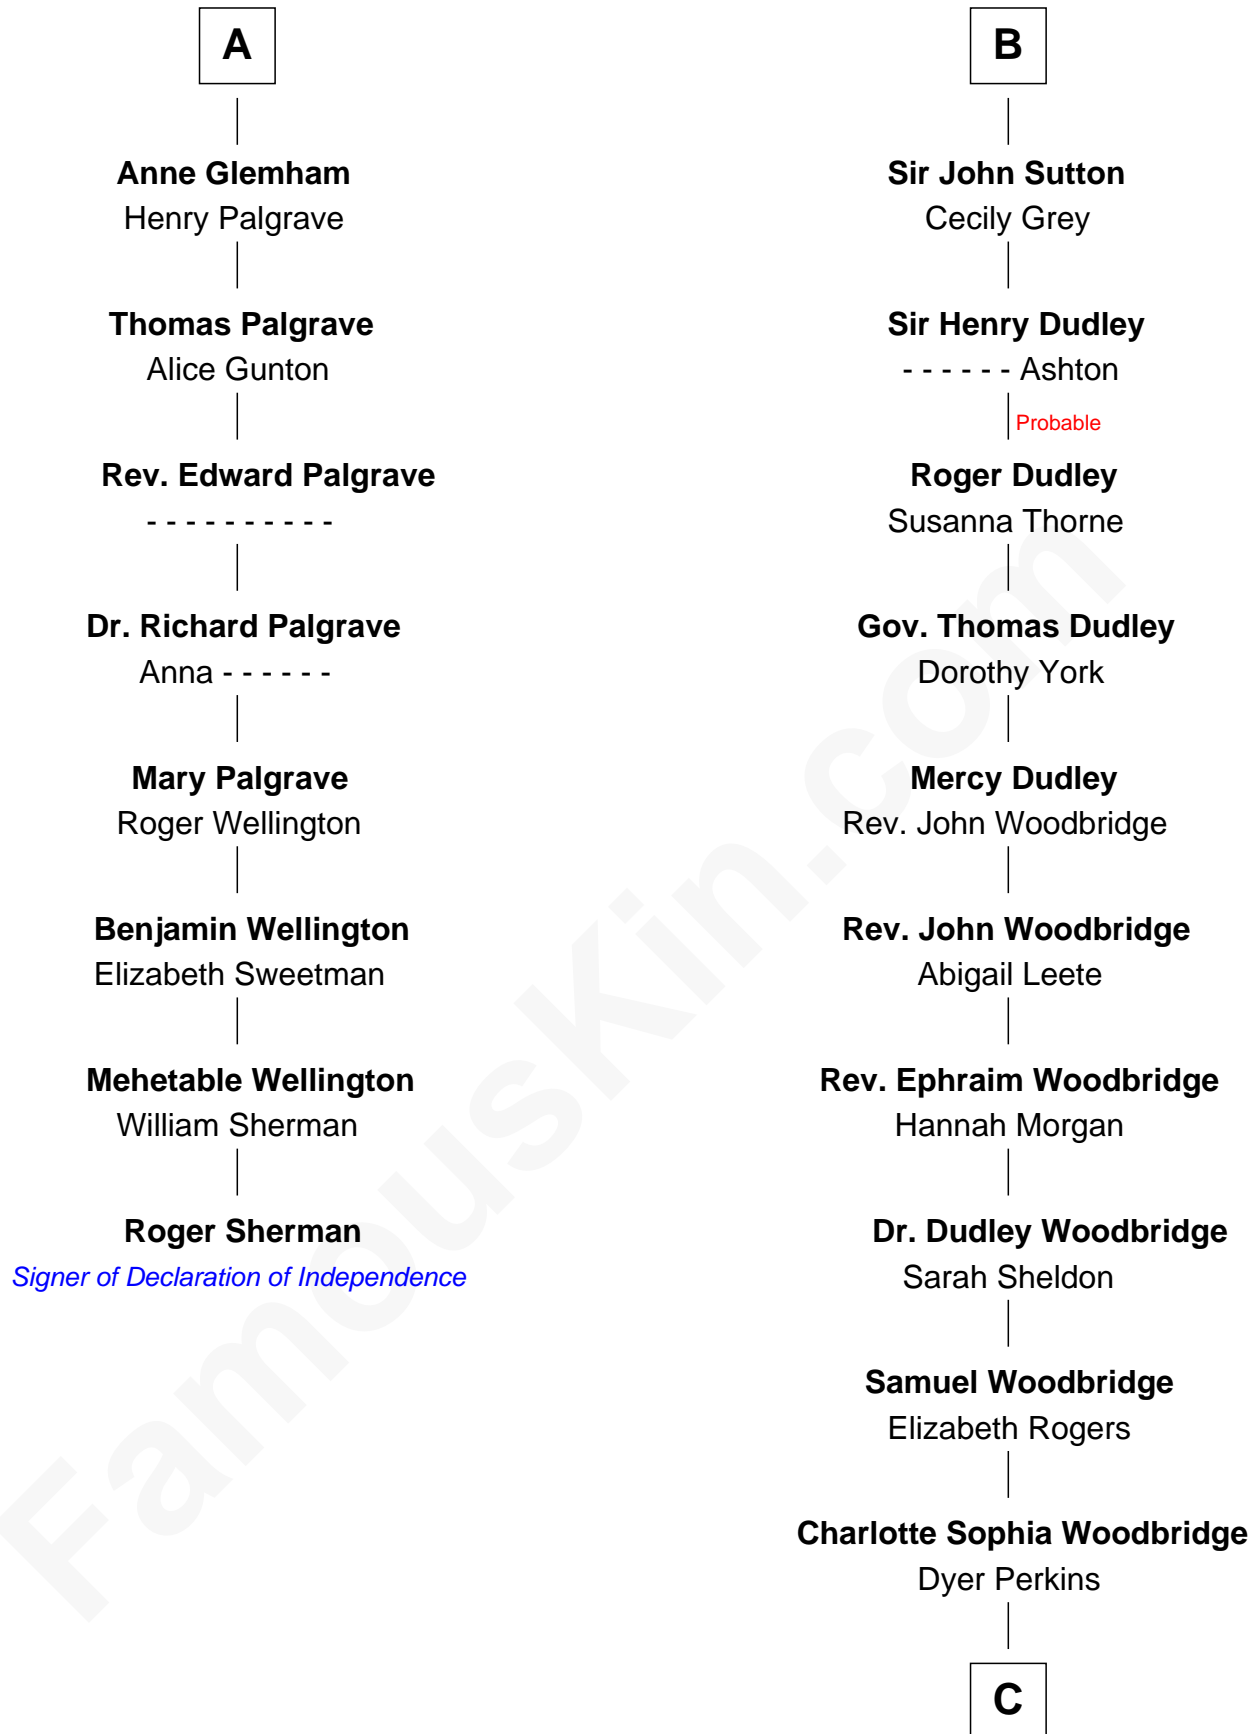 A
Anne Glemham
Henry Palgrave
Thomas Palgrave
Alice Gunton
Rev. Edward Palgrave
- - - - - - - - - -
Dr. Richard Palgrave
Anna - - - - - -
Mary Palgrave
Roger Wellington
Benjamin Wellington
Elizabeth Sweetman
Mehetable Wellington
William Sherman
Roger Sherman
Signer of Declaration of Independence
B
Sir John Sutton
Cecily Grey
Sir Henry Dudley
- - - - - - Ashton
Probable
Roger Dudley
Susanna Thorne
Gov. Thomas Dudley
Dorothy York
Mercy Dudley
Rev. John Woodbridge
Rev. John Woodbridge
Abigail Leete
Rev. Ephraim Woodbridge
Hannah Morgan
Dr. Dudley Woodbridge
Sarah Sheldon
Samuel Woodbridge
Elizabeth Rogers
Charlotte Sophia Woodbridge
Dyer Perkins
C
FamousKin.com